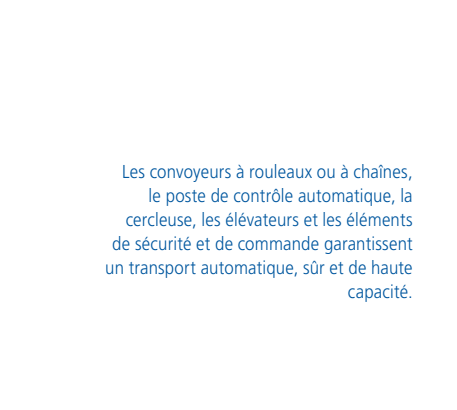 Les convoyeurs à rouleaux ou à chaînes,
le poste de contrôle automatique, la
cercleuse, les élévateurs et les éléments
de sécurité et de commande garantissent
un transport automatique, sûr et de haute
capacité.